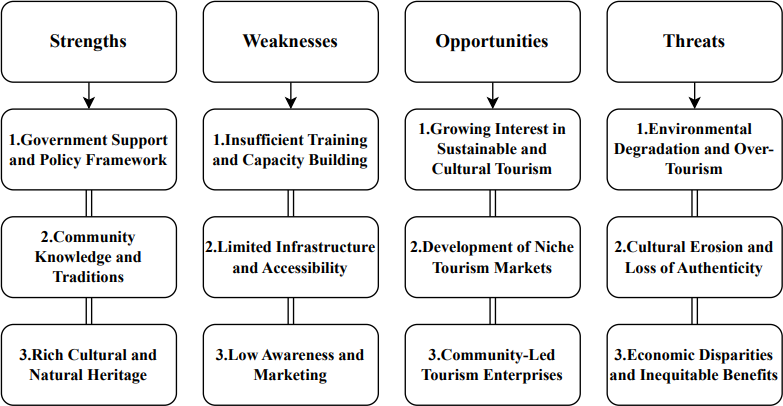 Strengths
1.Government Support
and Policy Framework
2.Community
Knowledge and
Traditions
3.Rich Cultural and
Natural Heritage
Weaknesses
1.Insufficient Training
and Capacity Building
2.Limited Infrastructure
and Accessibility
3.Low Awareness and
Marketing
Opportunities
1.Growing Interest in
Sustainable and
Cultural Tourism
2.Development of Niche
Tourism Markets
3.Community-Led
Tourism Enterprises
Threats
1.Environmental
Degradation and Over-
Tourism
2.Cultural Erosion and
Loss of Authenticity
3.Economic Disparities
and Inequitable Benefits